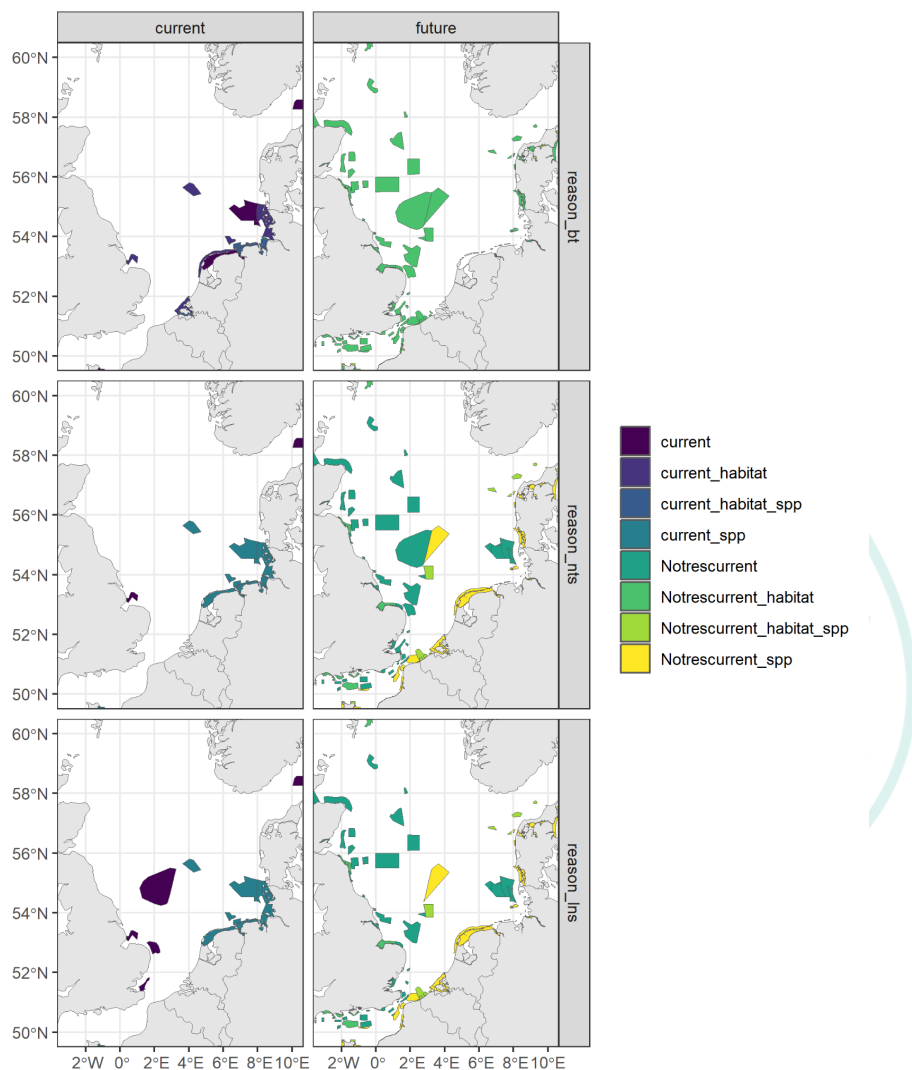 current future
60°N
58°N
56°N
54°N
52°N
50°N
reason_bt
60°N
58°N
56°N
54°N
52°N
50°N
reason_nts
current
current_habitat
current_habitat_spp
current_spp
Notrescurrent
Notrescurrent_habitat
Notrescurrent_habitat_spp
Notrescurrent_spp
60°N
58°N
56°N
54°N
52°N
50°N
reason_lns
2°W 0°E 2°E 4°E 6°E 8°E 10°E 2°W 0°E 2°E 4°E 6°E 8°E 10°E